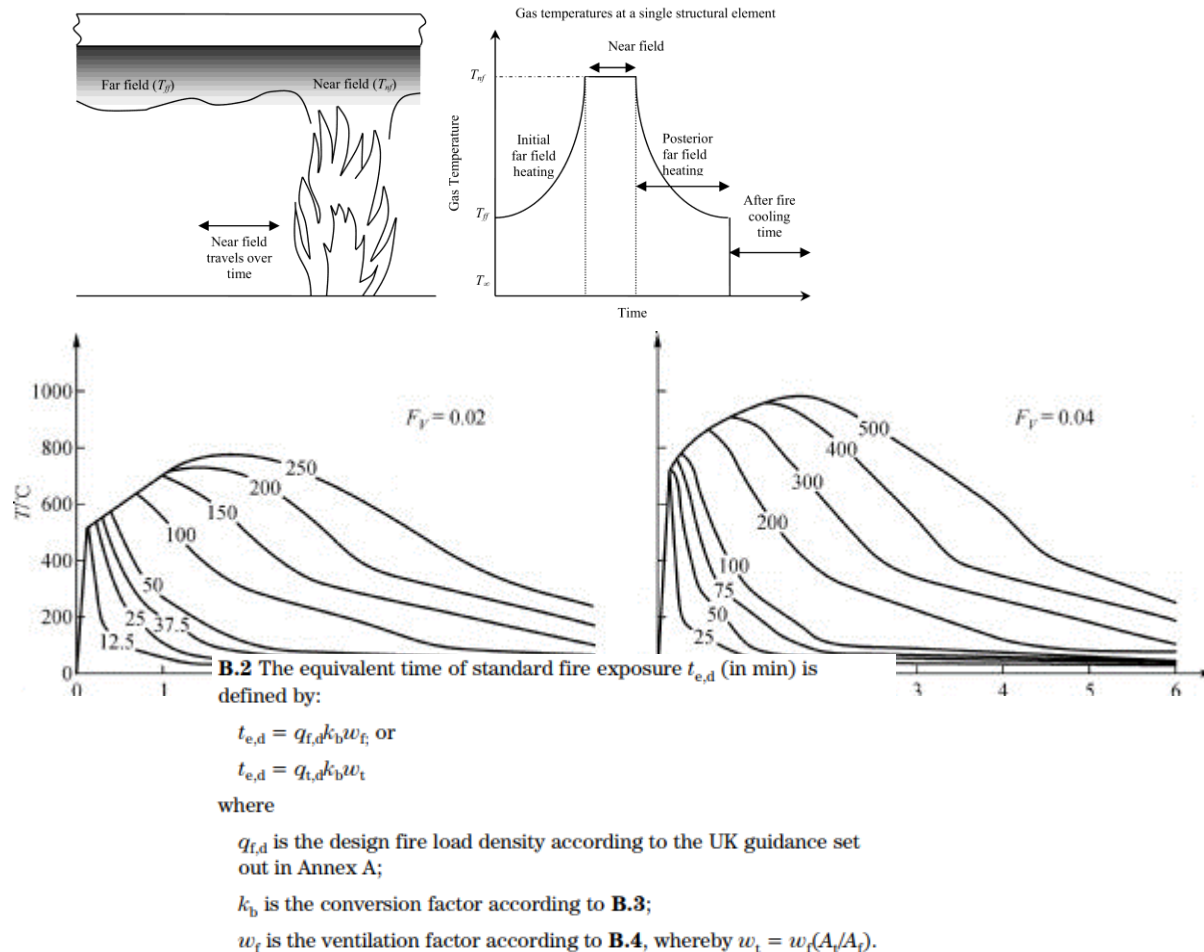 Gas temperatures at a single structural element
Far field (Tff)
Near field (Tnf)
Near field
travels over
time
Near field
Tnf
Initial
far field
heating
Posterior
far field
heating
After fire
cooling
time
Gas Temperature
Tff
T∞
Time
1000
800
600
400
200
0
T/°C
FV = 0.02
250
200
150
100
50
37.5
25
12.5
0
1
FV = 0.04
500
400
300
200
100
75
50
25
3
4
5
6
B.2 The equivalent time of standard fire exposure te,d (in min) is
defined by:
te,d = qf,dkbwf; or
te,d = qt,dkbwt
where
qf,d is the design fire load density according to the UK guidance set
out in Annex A;
kb is the conversion factor according to B.3;
wf is the ventilation factor according to B.4, whereby wt = wf(At/Af).